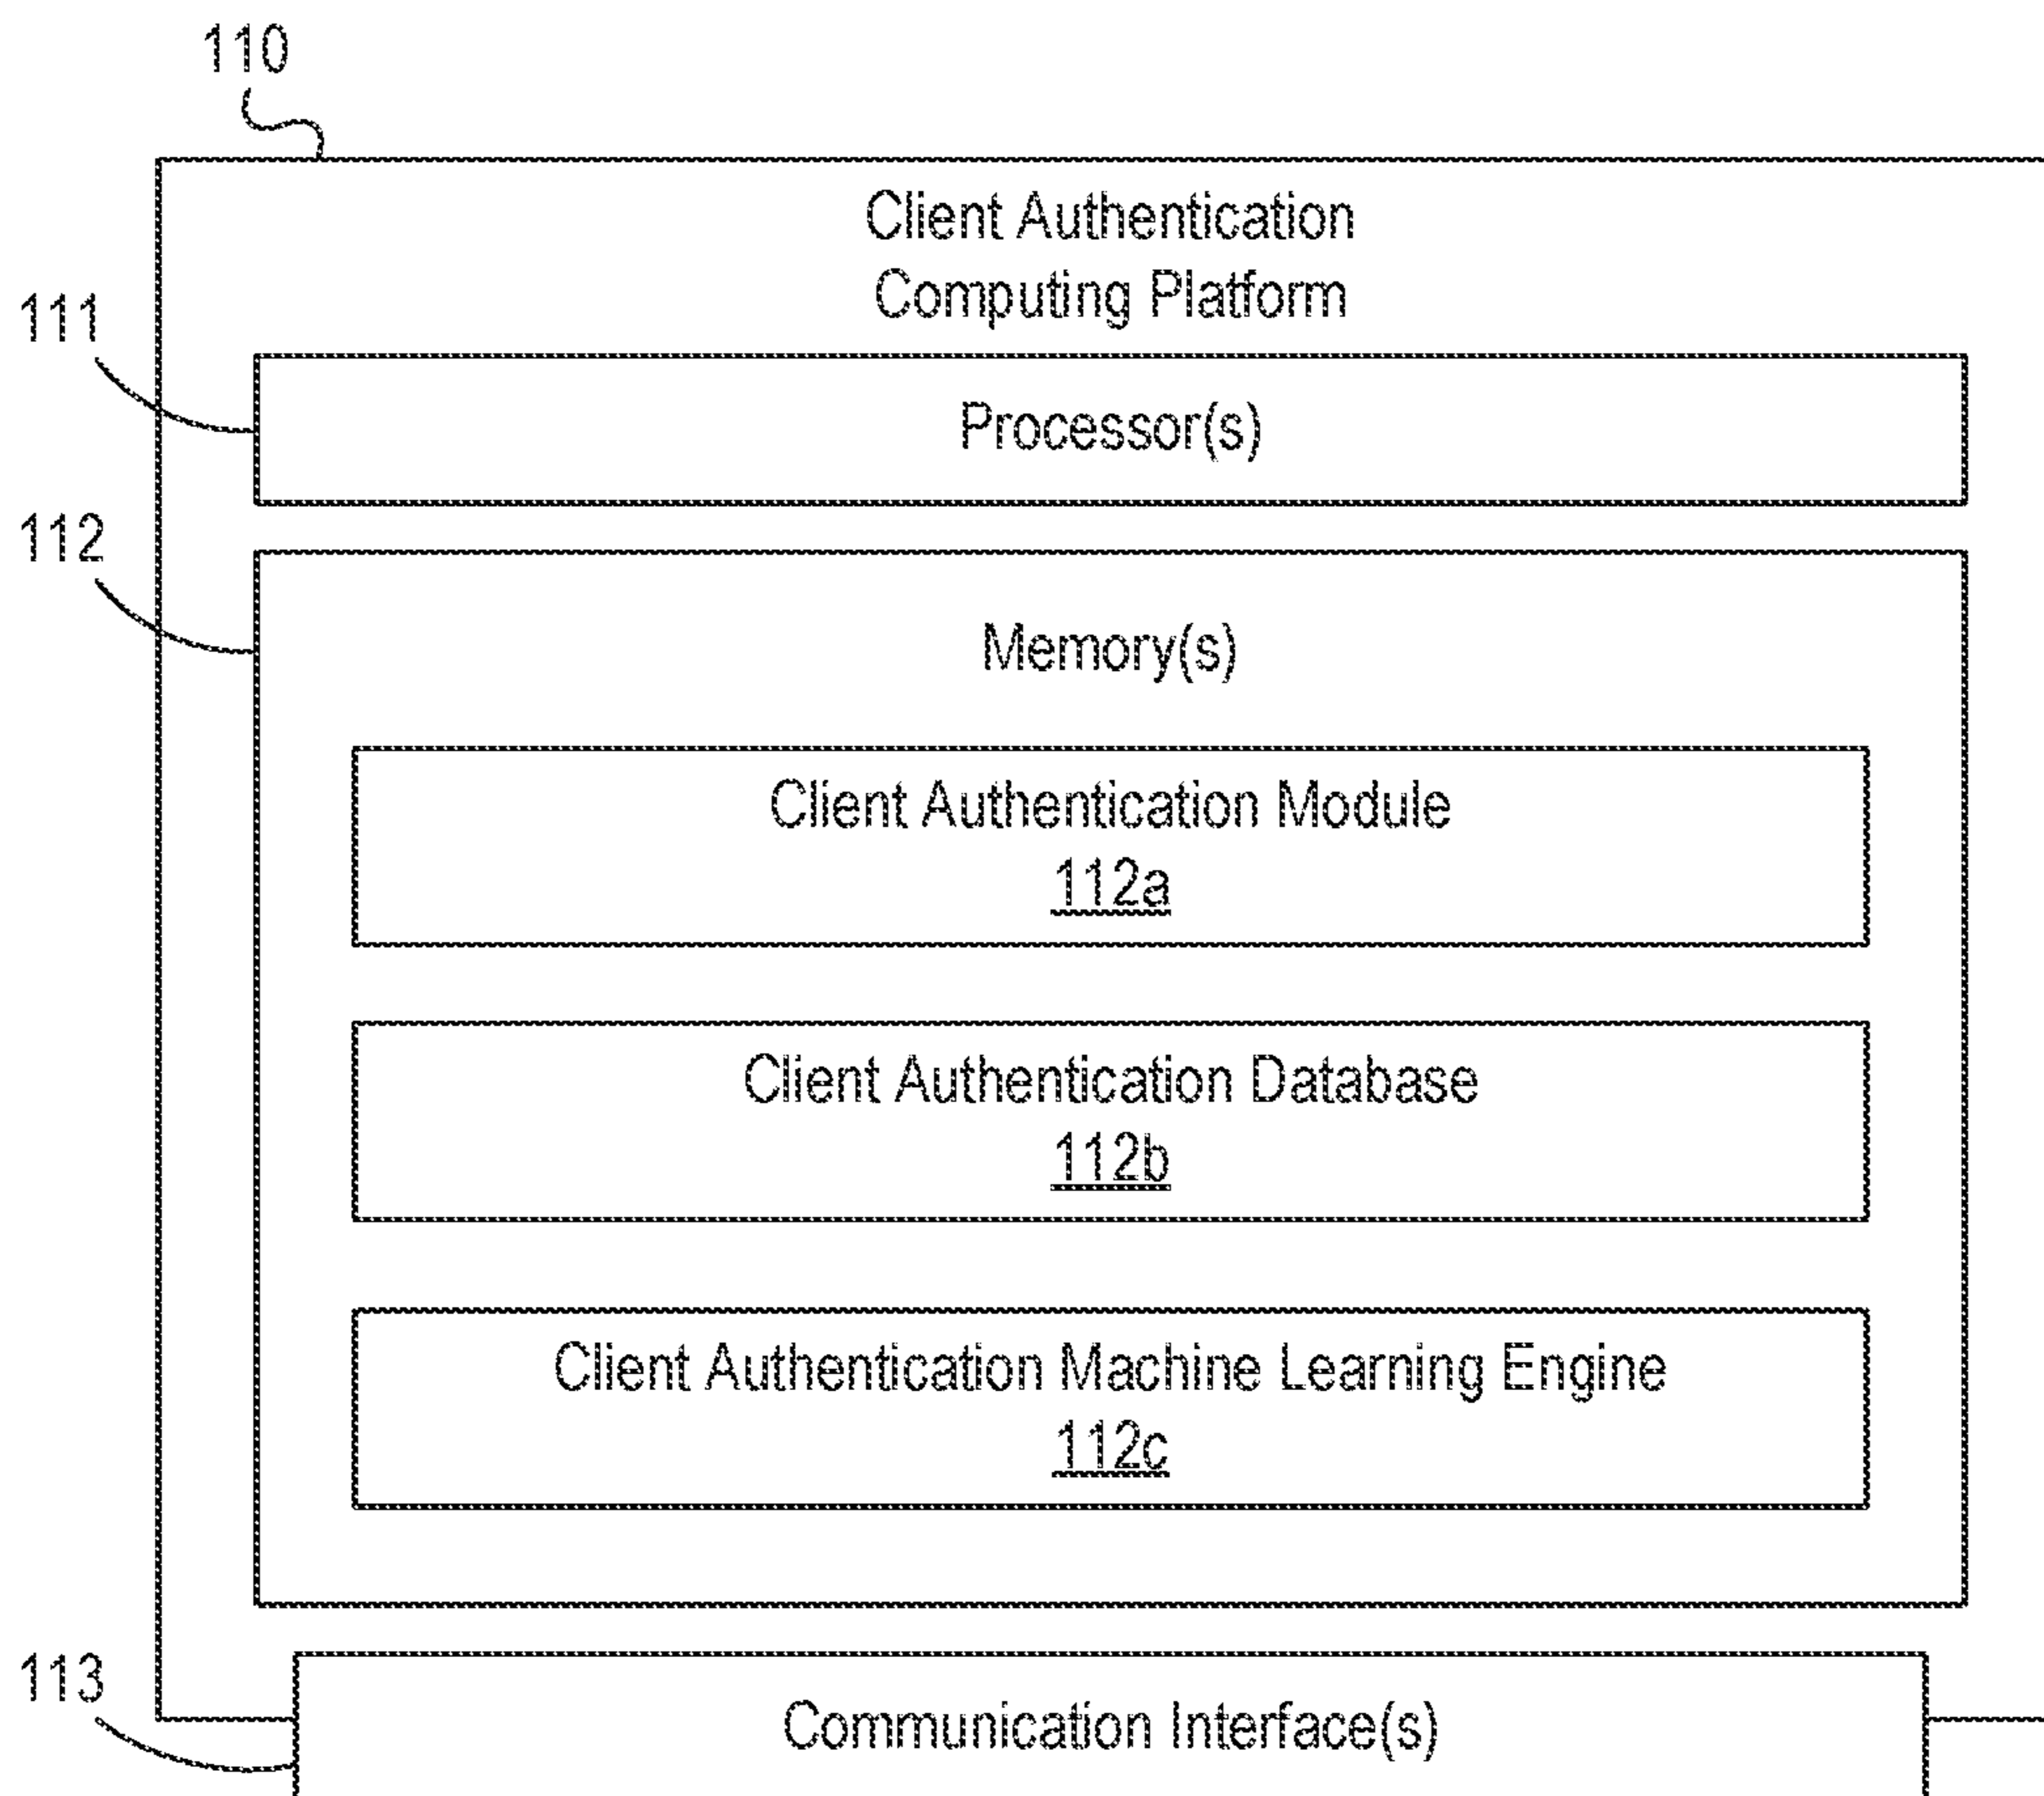 110
Client Authentication
Computing Platform
111
Processor(s)
112
Memory(s)
Client Authentication Module
112a
Client Authentication Database
112b
Client Authentication Machine Learning Engine
112c
113
Communication Interface(s)